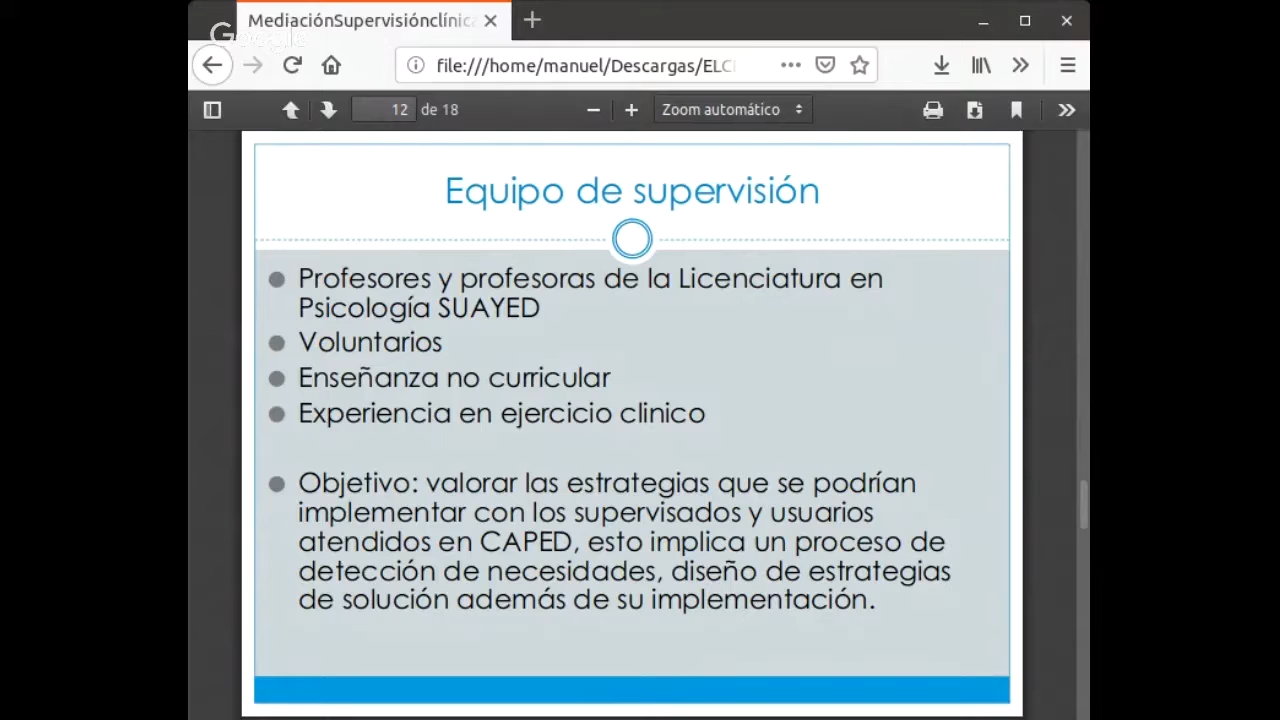 MediaciónSupervisiónclínica
Google
file:///home/manuel/Descargas/ELC
12 de 18
Zoom automático
Equipo de supervisión
Profesores y profesoras de la Licenciatura en
Psicología SUAYED
Voluntarios
Enseñanza no curricular
Experiencia en ejercicio clinico
Objetivo: valorar las estrategias que se podrían
implementar con los supervisados y usuarios
atendidos en CAPED, esto implica un proceso de
detección de necesidades, diseño de estrategias
de solución además de su implementación.